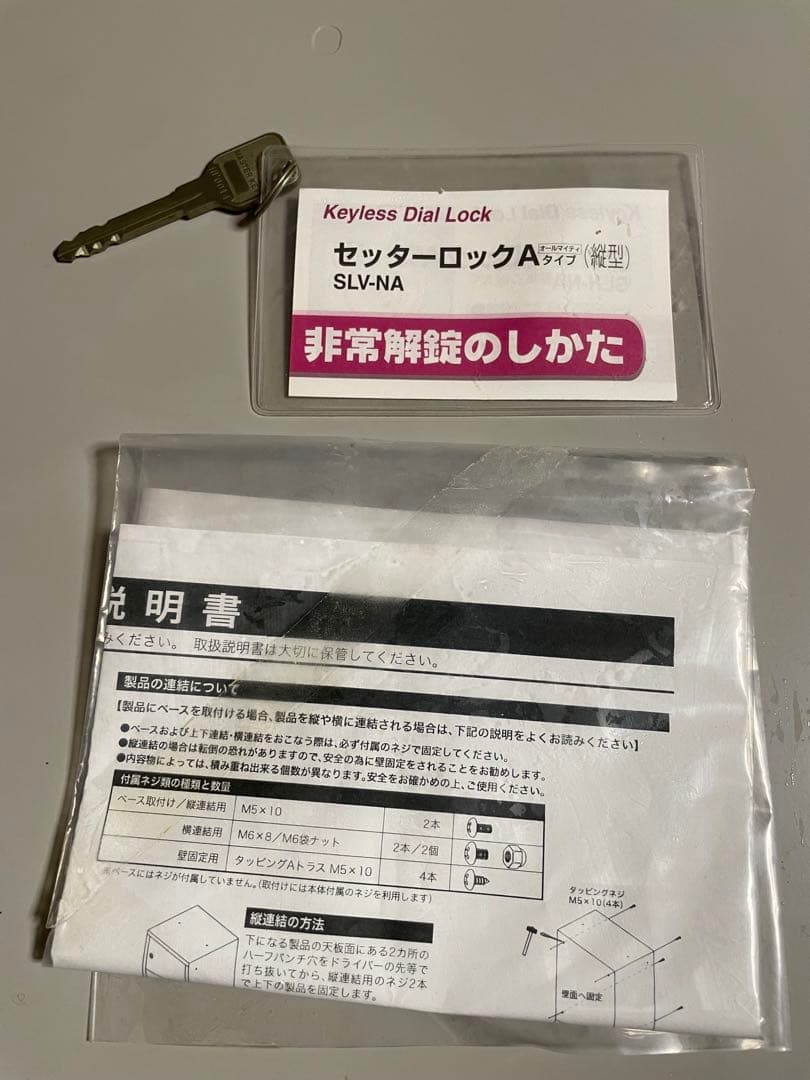 MASTER KEY
Keyless Dial Lock
セッターロックAオールマイティタイプ(縦型)
SLV-NA
非常解錠のしかた
説明書
みください。 取扱説明書は大切に保管してください。
製品の連結について
【製品にベースを取付ける場合、製品を縦や横に連結される場合は、下記の説明をよくお読みください】
●ベースおよび上下連結・横連結をおこなう際は、必ず付属のネジで固定してください。
●縦連結の場合は転倒の恐れがありますので、安全の為に壁固定をされることをお勧めします。
●内容物によっては、積み重ね出来る個数が異なります。安全をお確かめの上、ご使用ください。
付属ネジ類の種類と数量
ベース取付け/縦連結用 M5×10 2本
横連結用 M6×8/M6袋ナット 2本/2個
壁固定用 タッピングAトラス M5×10 4本
※ベースにはネジが付属していません。(取付けには本体付属のネジを利用します)
タッピングネジ
M5×10(4本)
縦連結の方法
下になる製品の天板面にある2カ所の
ハーフパンチ穴をドライバーの先等で
打ち抜いてから、縦連結用のネジ2本
で上下の製品を固定します。
壁面へ固定